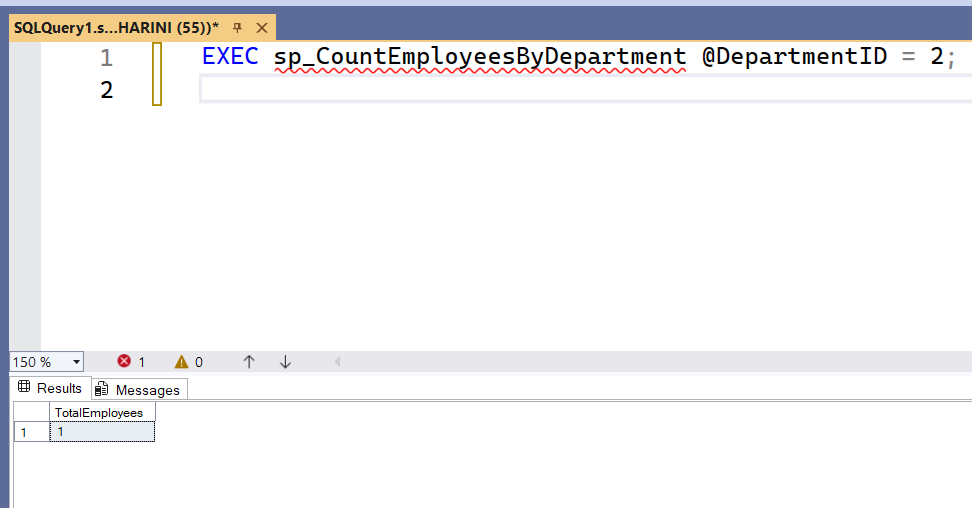 SQLQuery1.s...HARINI (55))*
1 EXEC sp_CountEmployeesByDepartment @DepartmentID = 2;
2
150 % 1 0
Results Messages
TotalEmployees
1 1